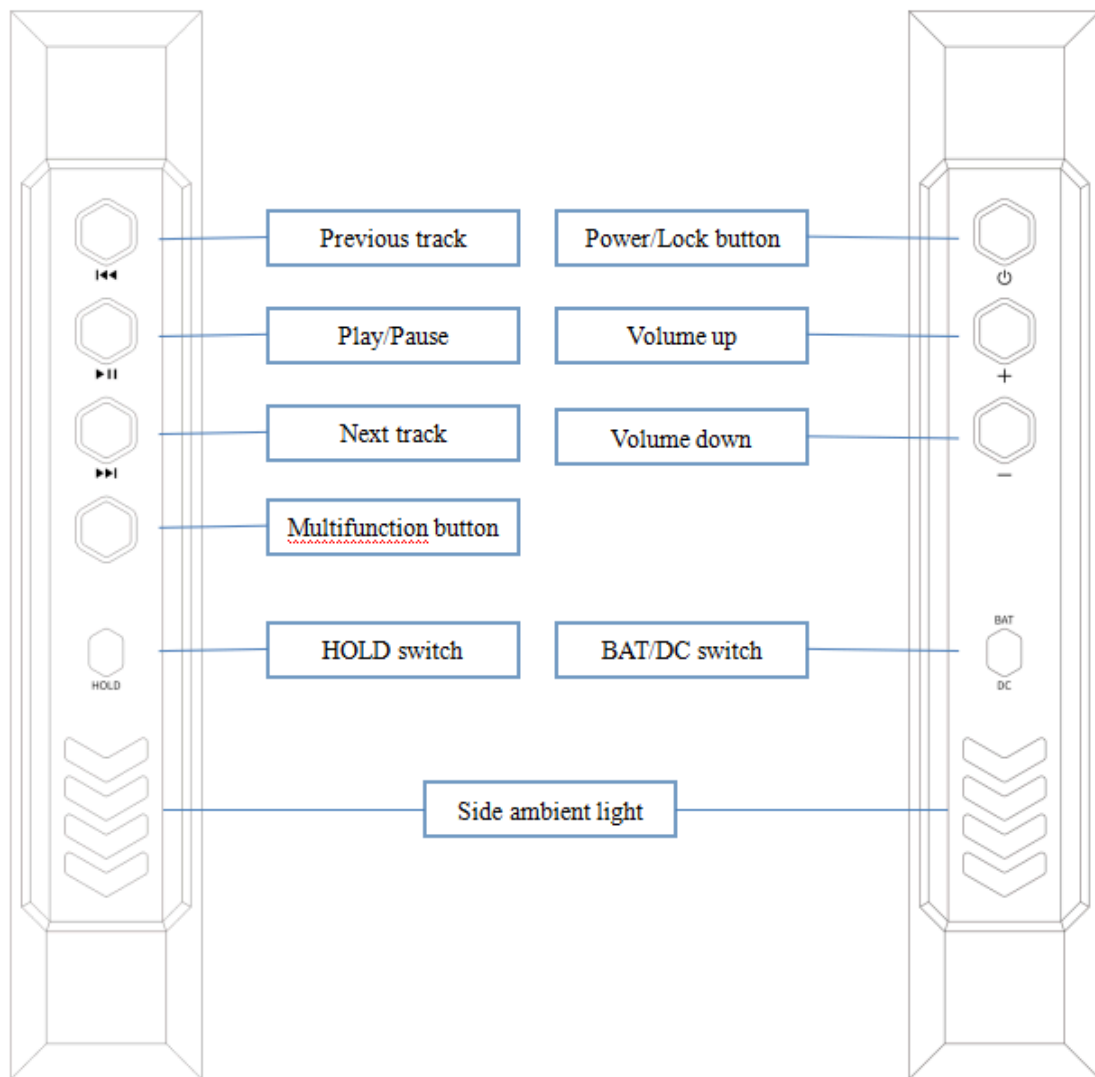 Previous track
Power/Lock button
Play/Pause
Volume up
Next track
Volume down
Multifunction button
HOLD switch
BAT/DC switch
HOLD
BAT
DC
Side ambient light